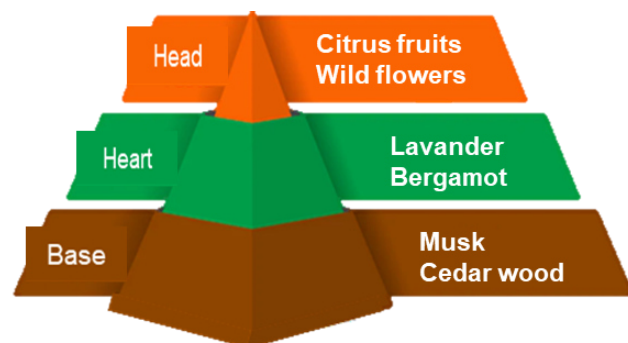 Head
Citrus fruits
Wild flowers
Heart
Lavander
Bergamot
Base
Musk
Cedar wood